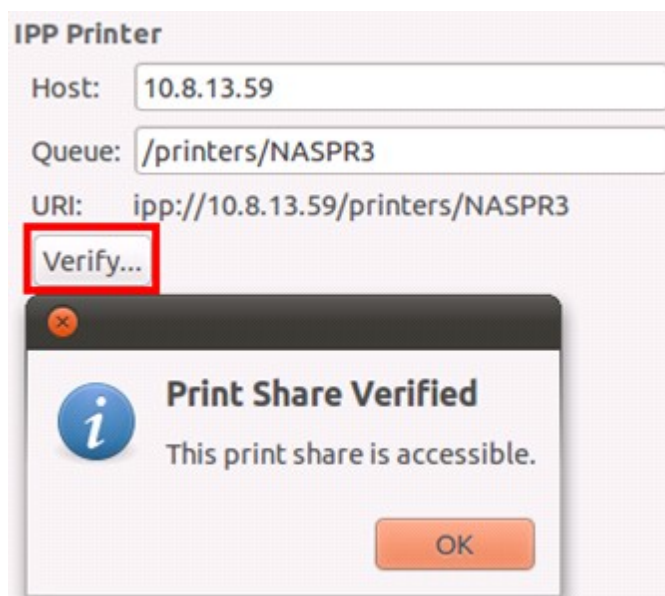 IPP Printer
Host: 10.8.13.59
Queue: /printers/NASPR3
URI: ipp://10.8.13.59/printers/NASPR3
Verify...
Print Share Verified
This print share is accessible.
OK